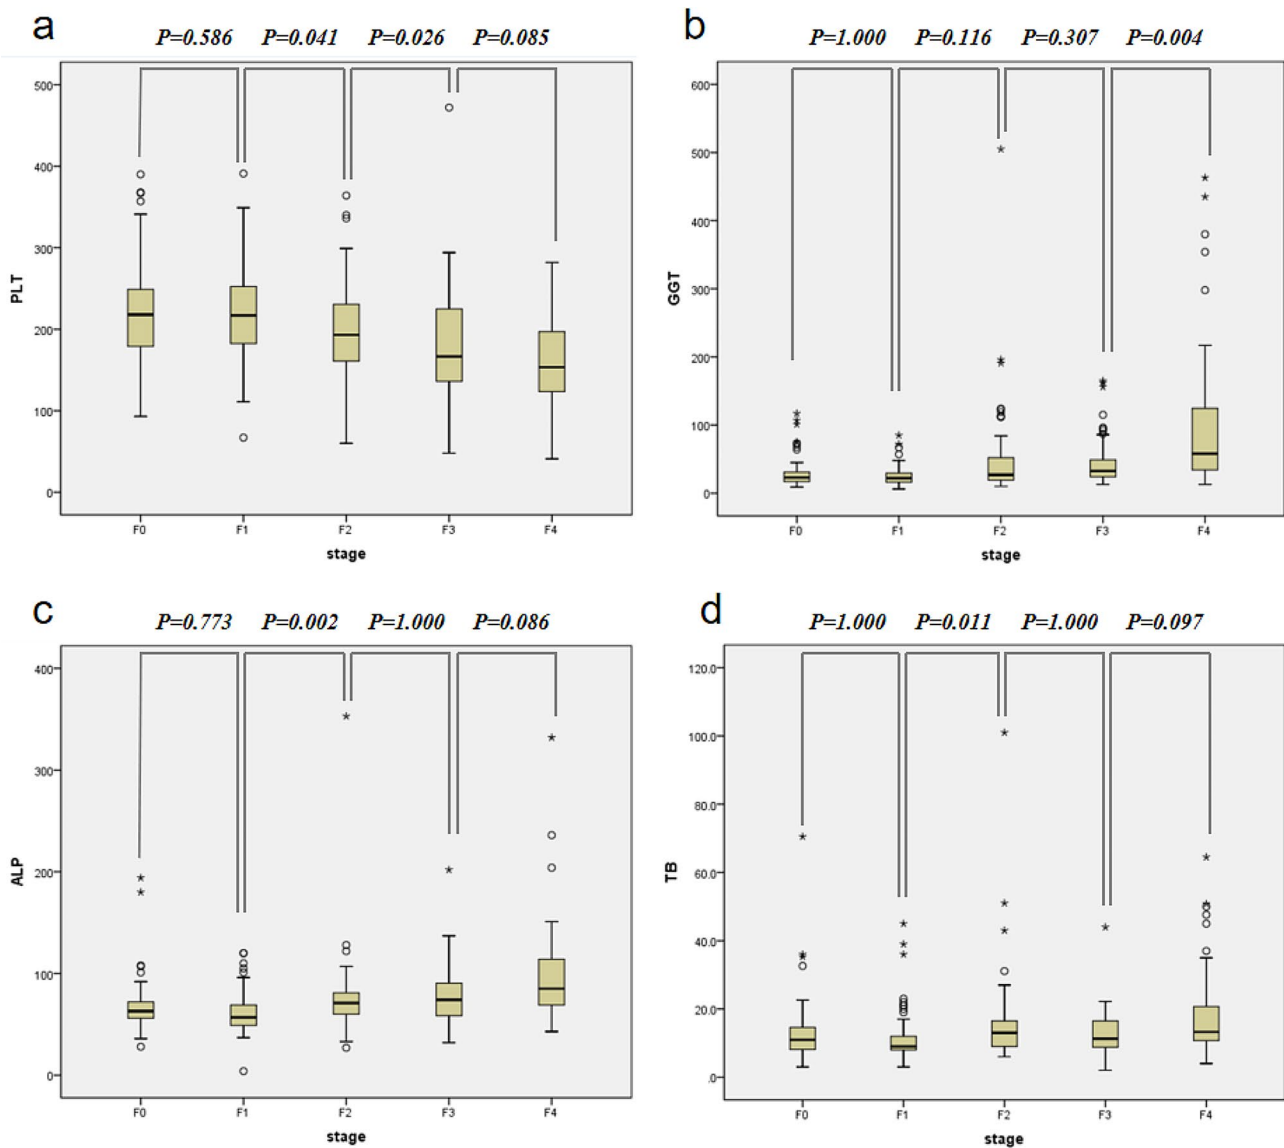 a
P=0.586 P=0.041 P=0.026 P=0.085
500
400
300
200
100
0
PLT
F0 F1 F2 F3 F4
stage
b
P=1.000 P=0.116 P=0.307 P=0.004
600
500
400
300
200
100
0
GGT
F0 F1 F2 F3 F4
stage
c
P=0.773 P=0.002 P=1.000 P=0.086
400
300
200
100
0
ALP
F0 F1 F2 F3 F4
stage
d
P=1.000 P=0.011 P=1.000 P=0.097
120.0
100.0
80.0
60.0
40.0
20.0
.0
TB
F0 F1 F2 F3 F4
stage